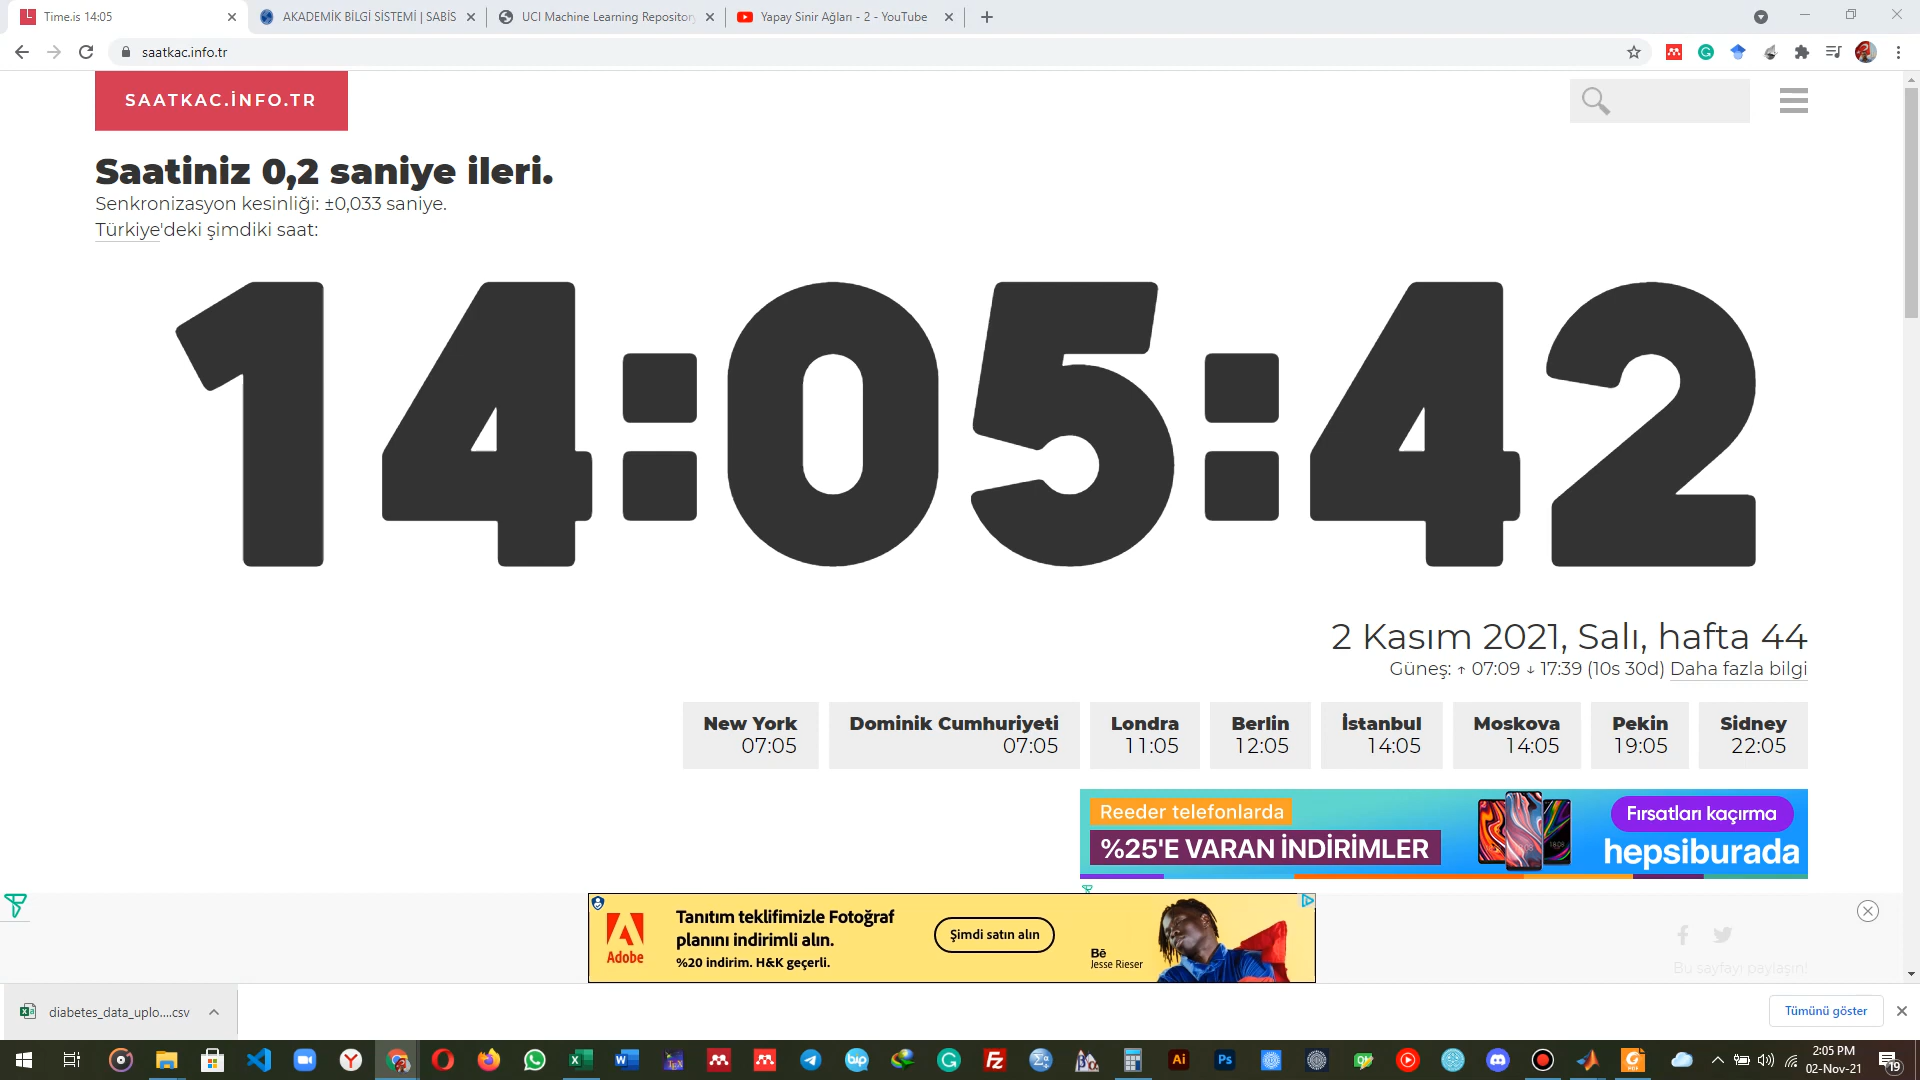 Time.is 14:05
AKADEMİK BİLGİ SİSTEMİ | SABİS
UCI Machine Learning Repository
Yapay Sinir Ağları - 2 - YouTube
saatkac.info.tr
SAATKAC.İNFO.TR
Saatiniz 0,2 saniye ileri.
Senkronizasyon kesinliği: ±0,033 saniye.
Türkiye'deki şimdiki saat:
14:05:42
2 Kasım 2021, Salı, hafta 44
Güneş: ↑ 07:09 ↓ 17:39 (10s 30d) Daha fazla bilgi
New York
07:05
Dominik Cumhuriyeti
07:05
Londra
11:05
Berlin
12:05
İstanbul
14:05
Moskova
14:05
Pekin
19:05
Sidney
22:05
Reeder telefonlarda
%25'E VARAN İNDİRİMLER
Fırsatları kaçırma
hepsiburada
Adobe
Tanıtım teklifimizle Fotoğraf
planını indirimli alın.
%20 indirim. H&K geçerli.
Şimdi satın alın
Bē
Jesse Rieser
Bu sayfayı paylaşın!
diabetes_data_uplo....csv
Tümünü göster
2:05 PM
02-Nov-21
19